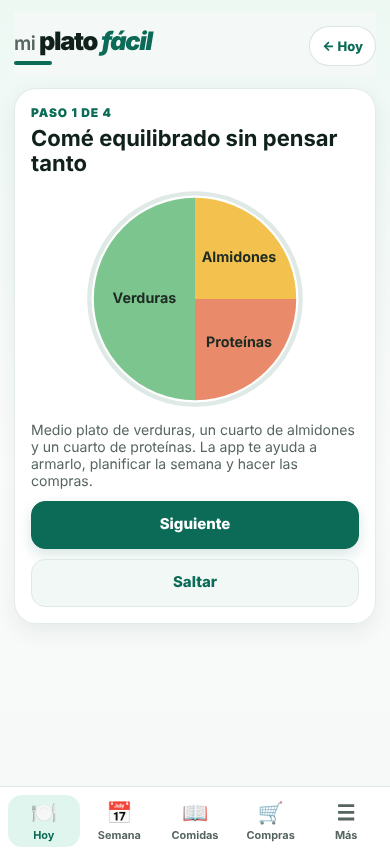 mi plato fácil
← Hoy
PASO 1 DE 4
Comé equilibrado sin pensar
tanto
Almidones
Verduras
Proteínas
Medio plato de verduras, un cuarto de almidones
y un cuarto de proteínas. La app te ayuda a
armarlo, planificar la semana y hacer las
compras.
Siguiente
Saltar
Hoy
Semana
Comidas
Compras
Más